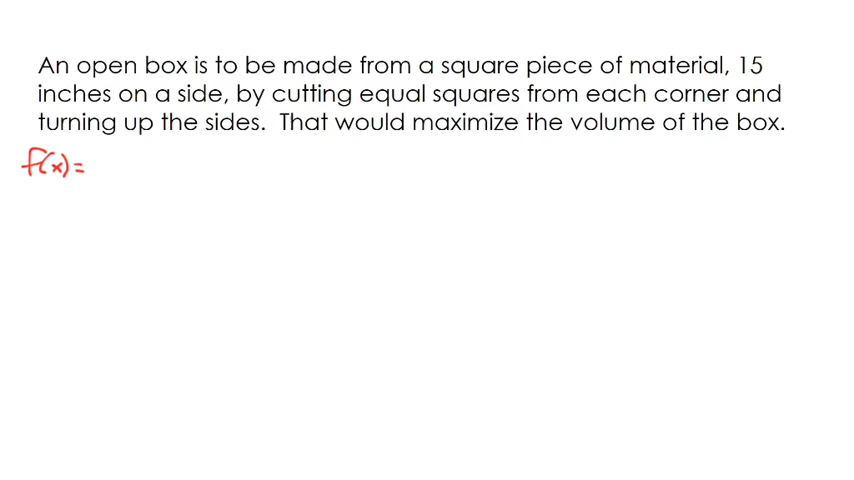 An open box is to be made from a square piece of material, 15
inches on a side, by cutting equal squares from each corner and
turning up the sides.  That would maximize the volume of the box.
f(x)=